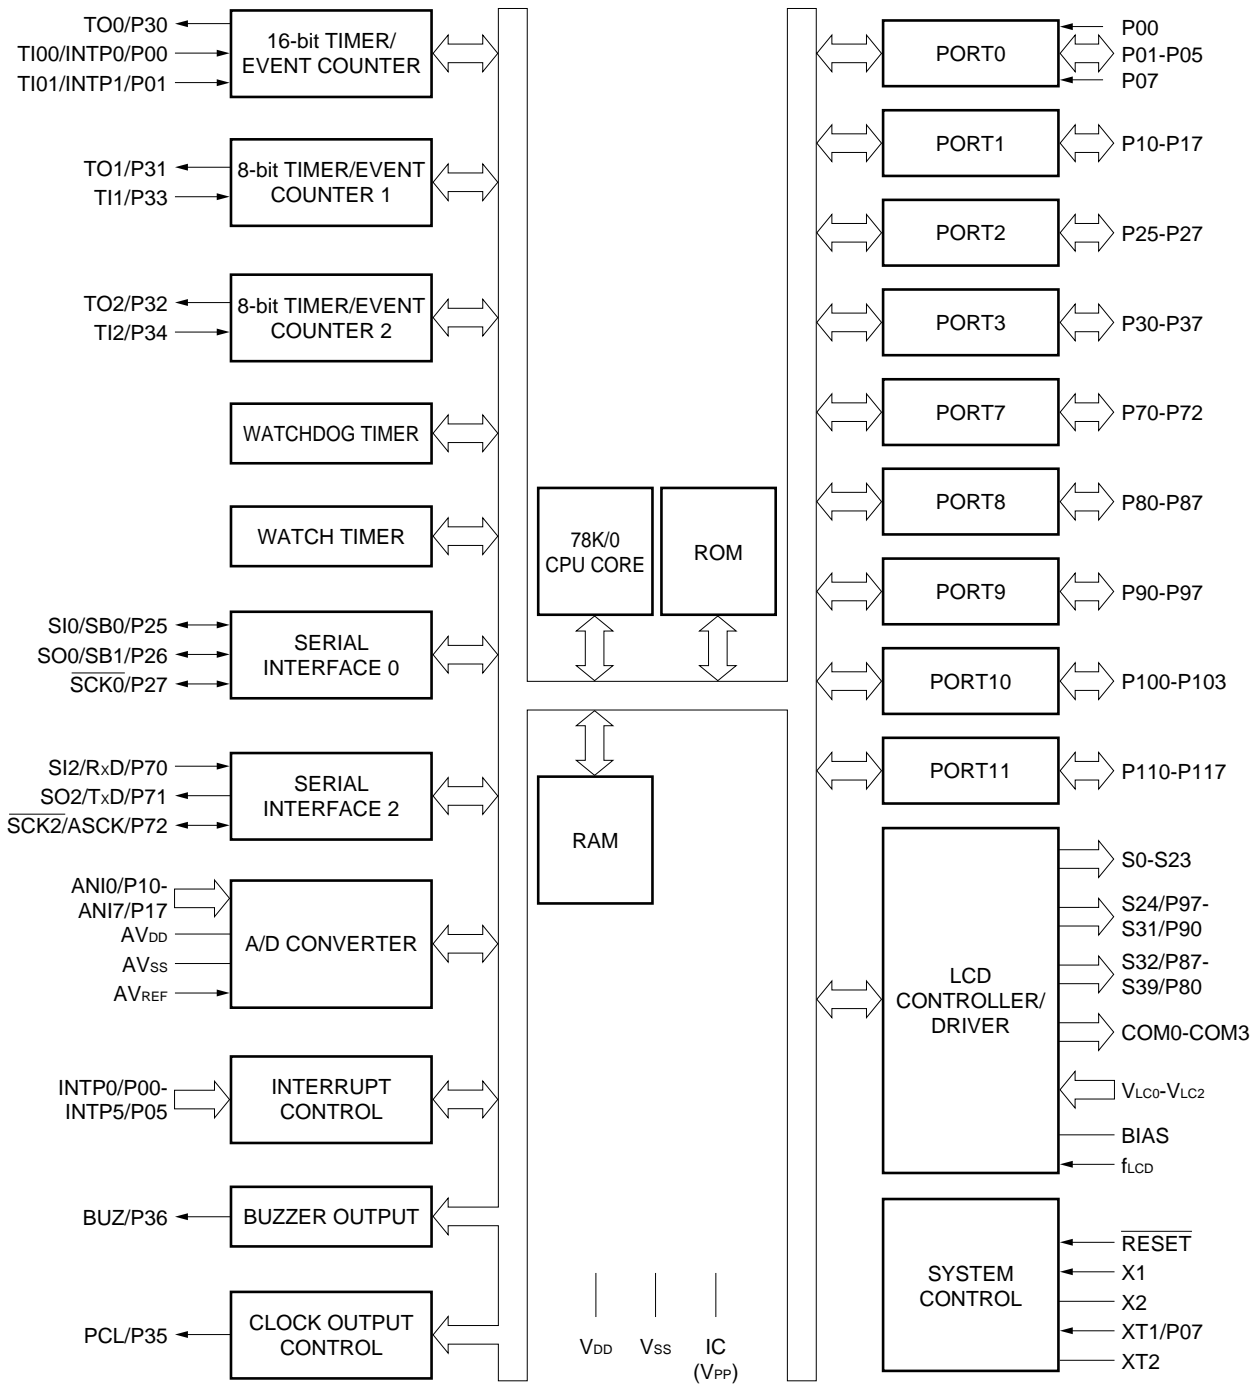 TO0/P30
TI00/INTP0/P00
TI01/INTP1/P01
16-bit TIMER/
EVENT COUNTER
TO1/P31
TI1/P33
8-bit TIMER/EVENT
COUNTER 1
TO2/P32
TI2/P34
8-bit TIMER/EVENT
COUNTER 2
WATCHDOG TIMER
WATCH TIMER
SI0/SB0/P25
SO0/SB1/P26
SCK0/P27
SERIAL
INTERFACE 0
SI2/RxD/P70
SO2/TxD/P71
SCK2/ASCK/P72
SERIAL
INTERFACE 2
ANI0/P10-
ANI7/P17
AVDD
AVSS
AVREF
A/D CONVERTER
INTP0/P00-
INTP5/P05
INTERRUPT
CONTROL
BUZ/P36
BUZZER OUTPUT
PCL/P35
CLOCK OUTPUT
CONTROL
78K/0
CPU CORE
ROM
RAM
VDD
VSS
IC
(VPP)
PORT0
P00
P01-P05
P07
PORT1
P10-P17
PORT2
P25-P27
PORT3
P30-P37
PORT7
P70-P72
PORT8
P80-P87
PORT9
P90-P97
PORT10
P100-P103
PORT11
P110-P117
LCD
CONTROLLER/
DRIVER
S0-S23
S24/P97-
S31/P90
S32/P87-
S39/P80
COM0-COM3
VLC0-VLC2
BIAS
fLCD
SYSTEM
CONTROL
RESET
X1
X2
XT1/P07
XT2